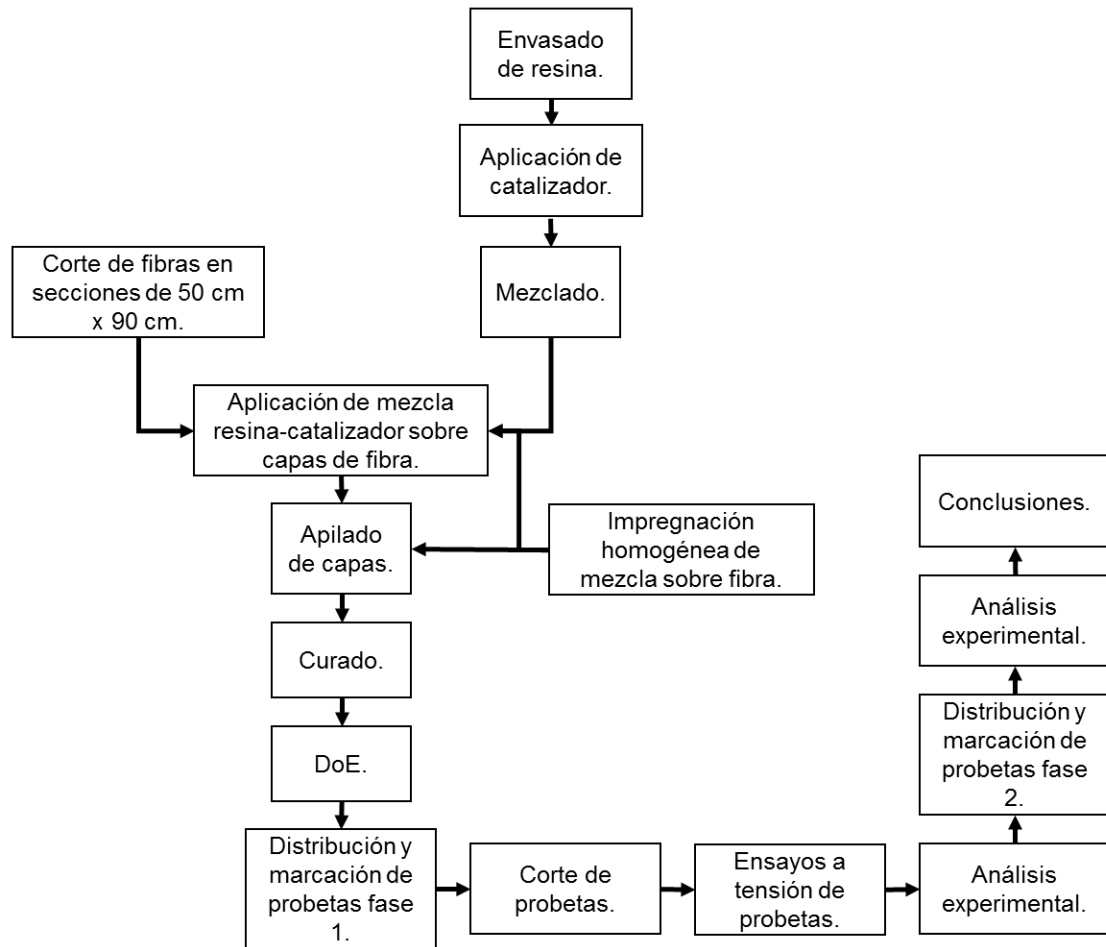 Envasado
de resina.
Aplicación de
catalizador.
Corte de fibras en
secciones de 50 cm
x 90 cm.
Mezclado.
Aplicación de mezcla
resina-catalizador sobre
capas de fibra.
Apilado
de capas.
Impregnación
homogénea de
mezcla sobre fibra.
Curado.
DoE.
Distribución y
marcación de
probetas fase
1.
Corte de
probetas.
Ensayos a
tensión de
probetas.
Análisis
experimental.
Distribución y
marcación de
probetas fase
2.
Análisis
experimental.
Conclusiones.